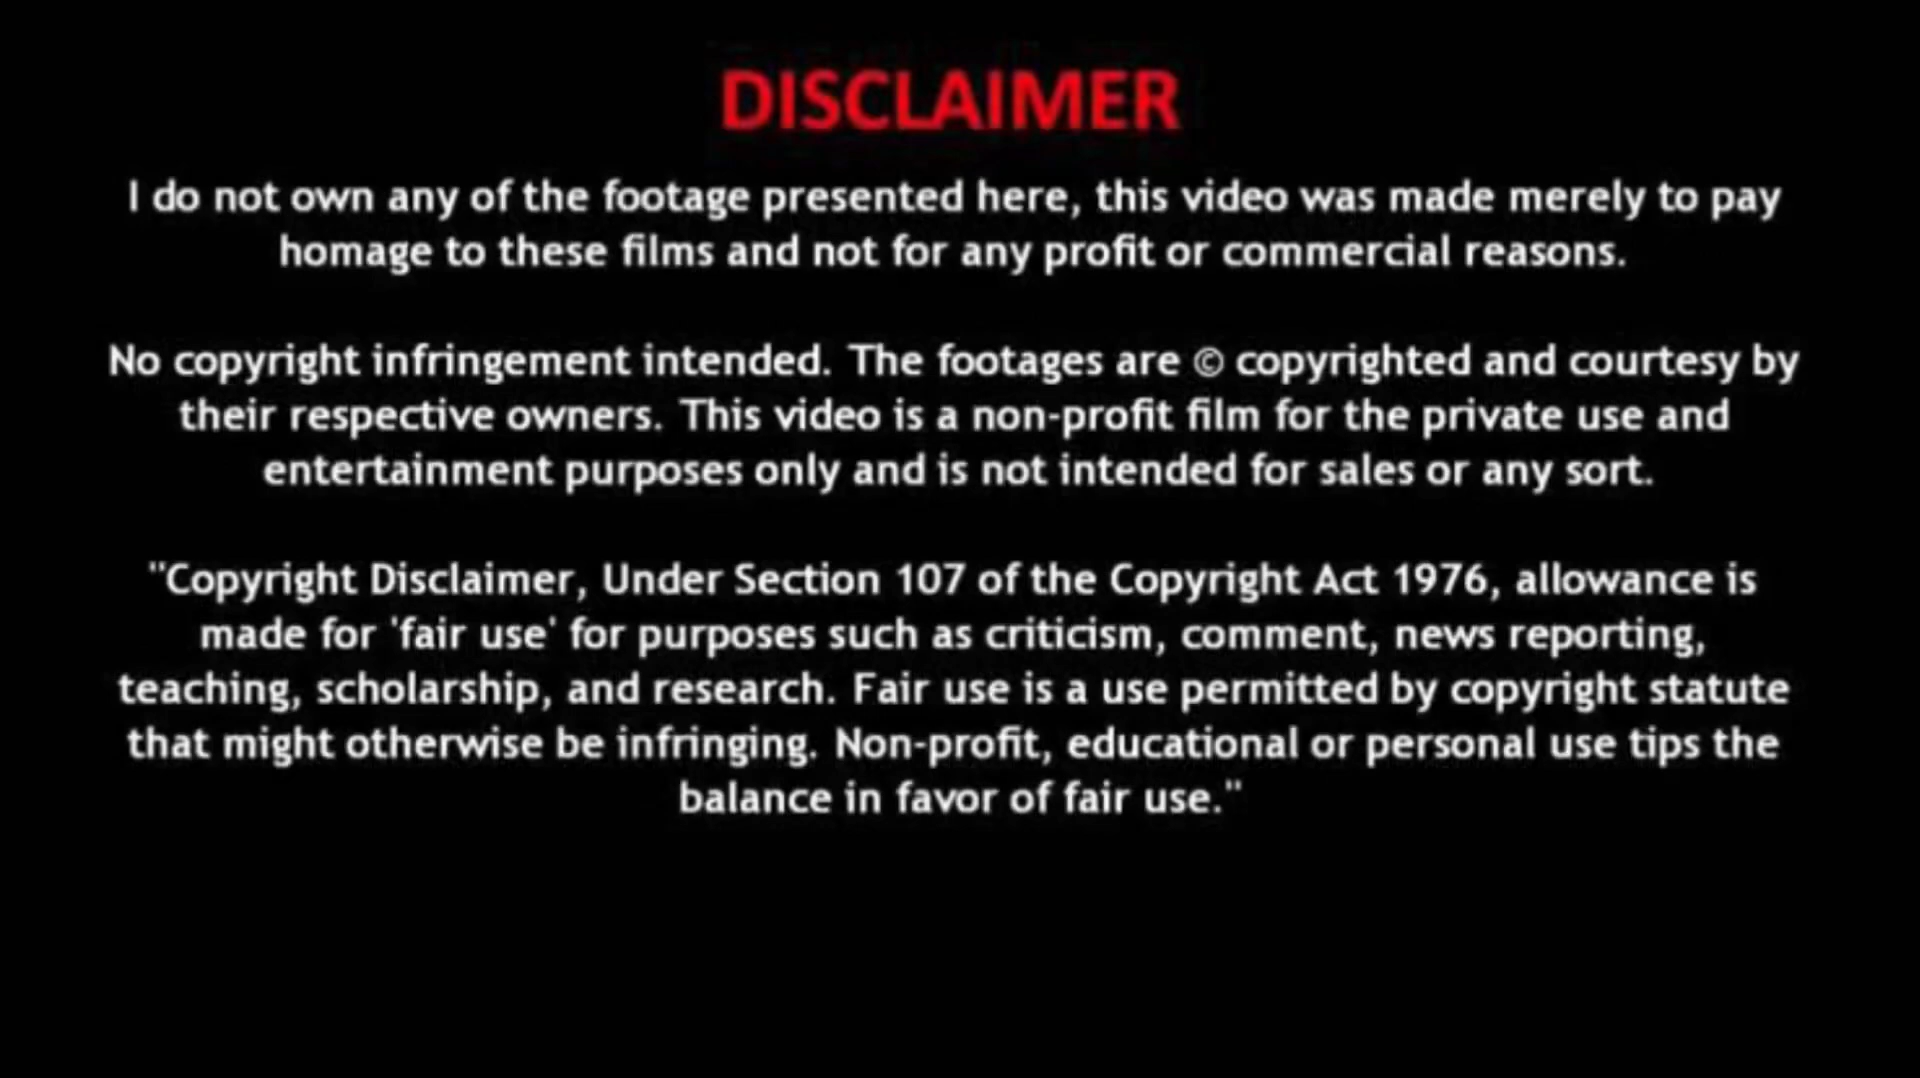 DISCLAIMER
I do not own any of the footage presented here, this video was made merely to pay
homage to these films and not for any profit or commercial reasons.
No copyright infringement intended. The footages are © copyrighted and courtesy by
their respective owners. This video is a non-profit film for the private use and
entertainment purposes only and is not intended for sales or any sort.
"Copyright Disclaimer, Under Section 107 of the Copyright Act 1976, allowance is
made for 'fair use' for purposes such as criticism, comment, news reporting,
teaching, scholarship, and research. Fair use is a use permitted by copyright statute
that might otherwise be infringing. Non-profit, educational or personal use tips the
balance in favor of fair use."